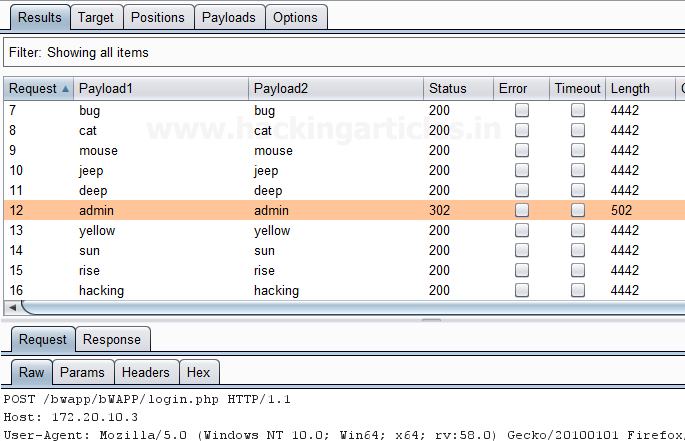 Results Target Positions Payloads Options
Filter: Showing all items
Request Payload1 Payload2 Status Error Timeout Length C
7 bug bug 200 4442
8 cat cat 200 4442
www.hackingarticles.in
9 mouse mouse 200 4442
10 jeep jeep 200 4442
11 deep deep 200 4442
12 admin admin 302 502
13 yellow yellow 200 4442
14 sun sun 200 4442
15 rise rise 200 4442
16 hacking hacking 200 4442
Request Response
Raw Params Headers Hex
POST /bwapp/bWAPP/login.php HTTP/1.1
Host: 172.20.10.3
User-Agent: Mozilla/5.0 (Windows NT 10.0; Win64; x64; rv:58.0) Gecko/20100101 Firefox/